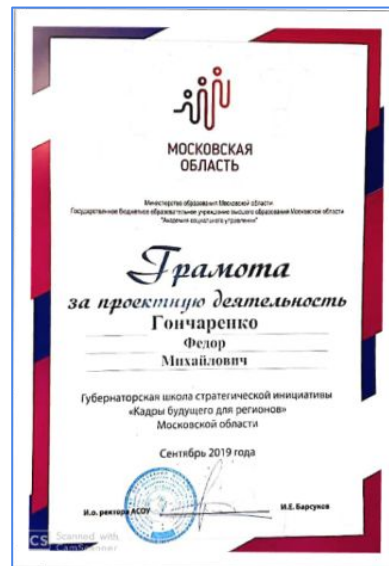 МОСКОВСКАЯ
ОБЛАСТЬ
Министерство образования Московской области
Государственное бюджетное образовательное учреждение высшего образования Московской области
"Академия социального управления"
Грамота
за проектную деятельность
Гончаренко
Федор
Михайлович
Губернаторская школа стратегической инициативы
«Кадры будущего для регионов»
Московской области
Сентябрь 2019 года
И.о. ректора АСОУ
И.Е. Барсуков
CS Scanned with
CamScanner